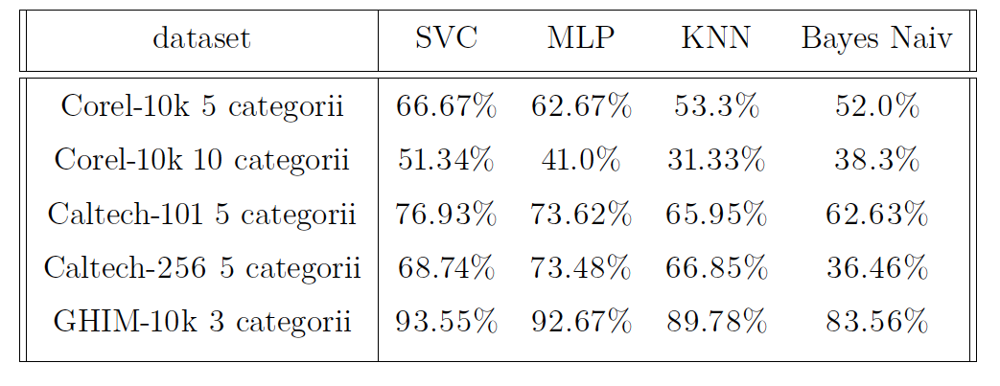 dataset SVC MLP KNN Bayes Naiv
Corel-10k 5 categorii 66.67% 62.67% 53.3% 52.0%
Corel-10k 10 categorii 51.34% 41.0% 31.33% 38.3%
Caltech-101 5 categorii 76.93% 73.62% 65.95% 62.63%
Caltech-256 5 categorii 68.74% 73.48% 66.85% 36.46%
GHIM-10k 3 categorii 93.55% 92.67% 89.78% 83.56%